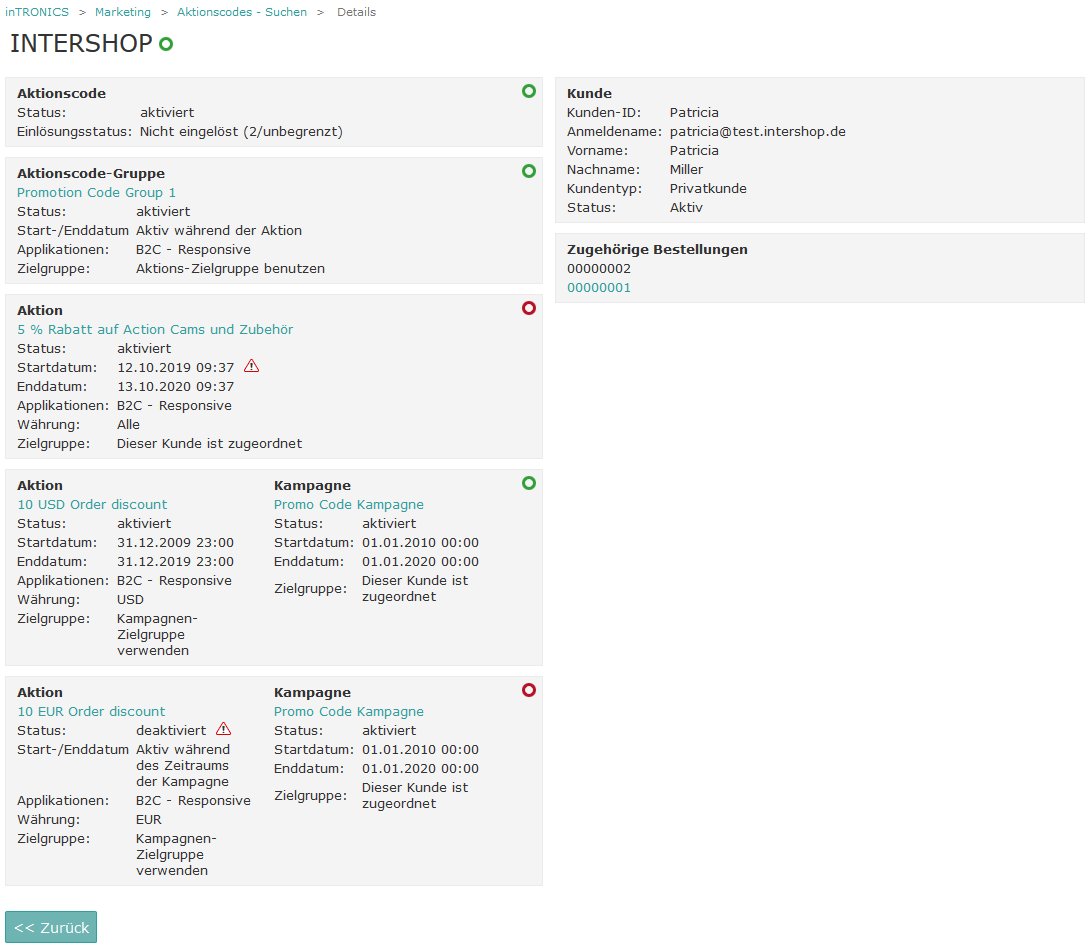 inTRONICS > Marketing > Aktionscodes - Suchen > Details
INTERSHOP
Aktionscode
Status: aktiviert
Einlösungsstatus: Nicht eingelöst (2/unbegrenzt)
Aktionscode-Gruppe
Promotion Code Group 1
Status: aktiviert
Start-/Enddatum Aktiv während der Aktion
Applikationen: B2C - Responsive
Zielgruppe: Aktions-Zielgruppe benutzen
Aktion
5 % Rabatt auf Action Cams und Zubehör
Status: aktiviert
Startdatum: 12.10.2019 09:37
Enddatum: 13.10.2020 09:37
Applikationen: B2C - Responsive
Währung: Alle
Zielgruppe: Dieser Kunde ist zugeordnet
Aktion
10 USD Order discount
Status: aktiviert
Startdatum: 31.12.2009 23:00
Enddatum: 31.12.2019 23:00
Applikationen: B2C - Responsive
Währung: USD
Zielgruppe: Kampagnen-
Zielgruppe
verwenden
Kampagne
Promo Code Kampagne
Status: aktiviert
Startdatum: 01.01.2010 00:00
Enddatum: 01.01.2020 00:00
Zielgruppe: Dieser Kunde ist
zugeordnet
Aktion
10 EUR Order discount
Status: deaktiviert
Start-/Enddatum Aktiv während
des Zeitraums
der Kampagne
Applikationen: B2C - Responsive
Währung: EUR
Zielgruppe: Kampagnen-
Zielgruppe
verwenden
Kampagne
Promo Code Kampagne
Status: aktiviert
Startdatum: 01.01.2010 00:00
Enddatum: 01.01.2020 00:00
Zielgruppe: Dieser Kunde ist
zugeordnet
Kunde
Kunden-ID: Patricia
Anmeldename: patricia@test.intershop.de
Vorname: Patricia
Nachname: Miller
Kundentyp: Privatkunde
Status: Aktiv
Zugehörige Bestellungen
00000002
00000001
<< Zurück